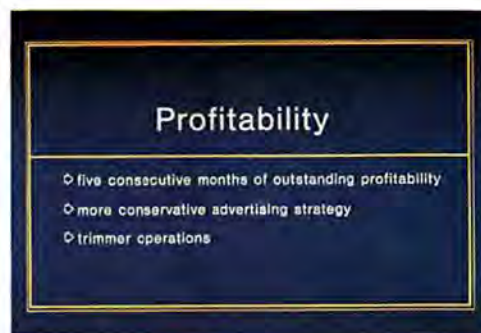 Profitability
five consecutive months of outstanding profitability
more conservative advertising strategy
trimmer operations